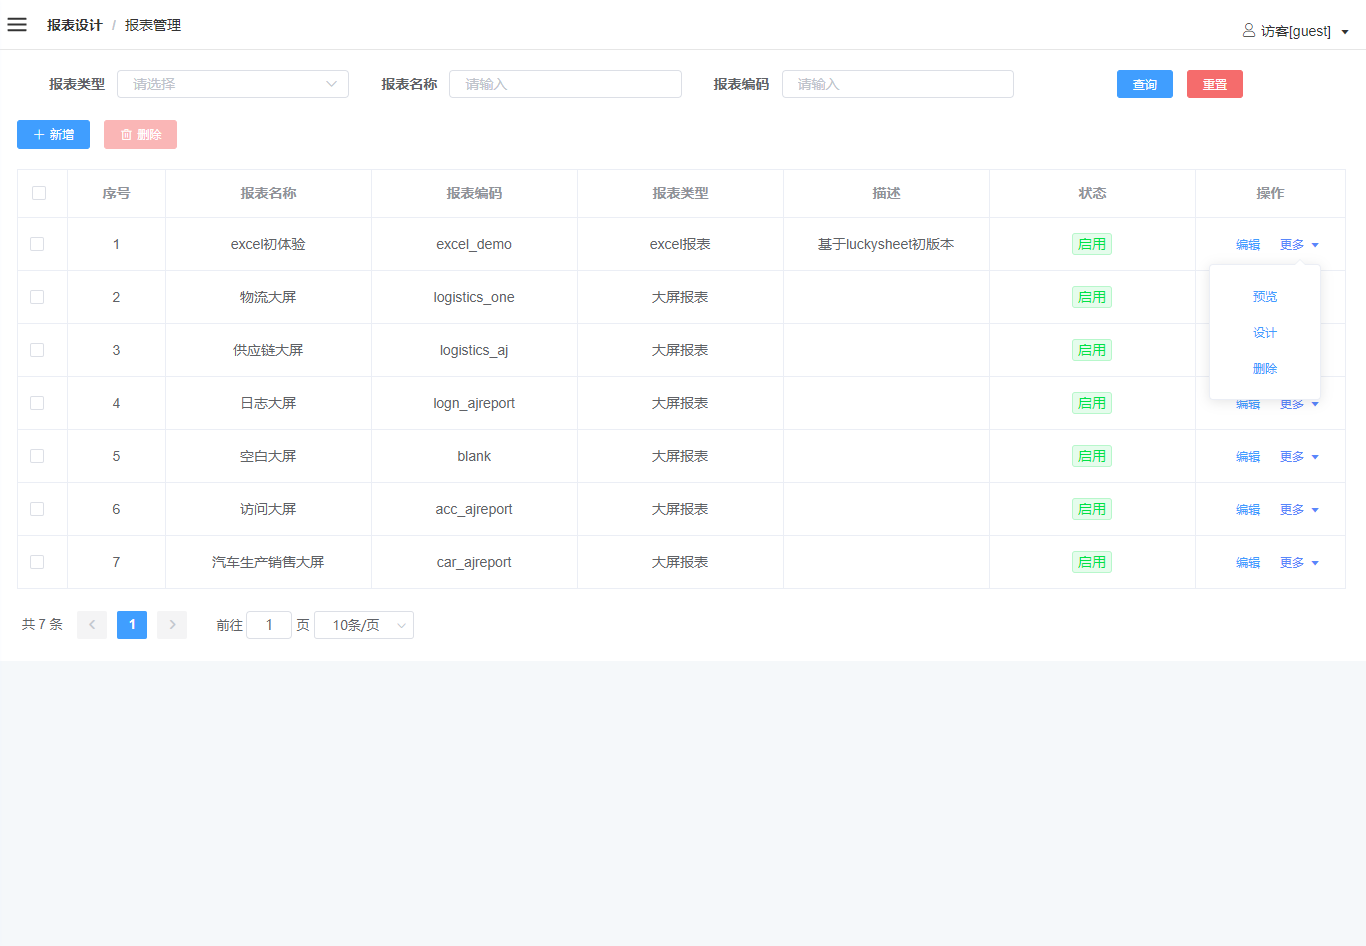 报表设计 / 报表管理
访客[guest]
报表类型 请选择 报表名称 请输入 报表编码 请输入 查询 重置
新增 删除
序号 报表名称 报表编码 报表类型 描述 状态 操作
1 excel初体验 excel_demo excel报表 基于luckysheet初版本 启用 编辑 更多
2 物流大屏 logistics_one 大屏报表 启用 预览
3 供应链大屏 logistics_aj 大屏报表 启用 设计
删除
4 日志大屏 logn_ajreport 大屏报表 启用 编辑 更多
5 空白大屏 blank 大屏报表 启用 编辑 更多
6 访问大屏 acc_ajreport 大屏报表 启用 编辑 更多
7 汽车生产销售大屏 car_ajreport 大屏报表 启用 编辑 更多
共 7 条 1 前往 1 页 10条/页